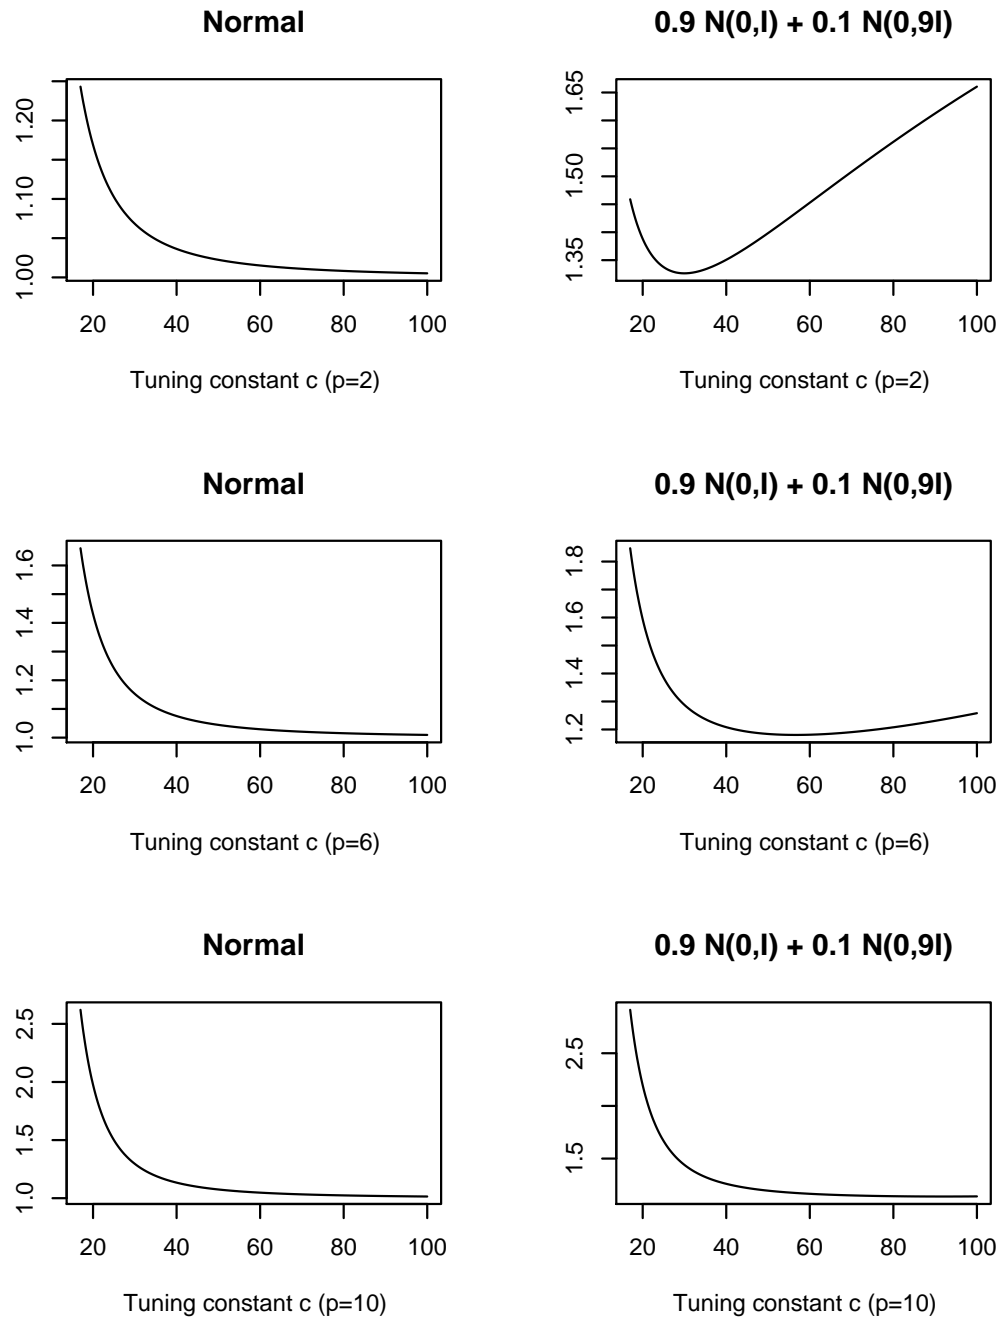 Normal
1.00 1.10 1.20
20 40 60 80 100
Tuning constant c (p=2)
0.9 N(0,I) + 0.1 N(0,9I)
1.35 1.50 1.65
20 40 60 80 100
Tuning constant c (p=2)
Normal
1.0 1.2 1.4 1.6
20 40 60 80 100
Tuning constant c (p=6)
0.9 N(0,I) + 0.1 N(0,9I)
1.2 1.4 1.6 1.8
20 40 60 80 100
Tuning constant c (p=6)
Normal
1.0 1.5 2.0 2.5
20 40 60 80 100
Tuning constant c (p=10)
0.9 N(0,I) + 0.1 N(0,9I)
1.5 2.5
20 40 60 80 100
Tuning constant c (p=10)